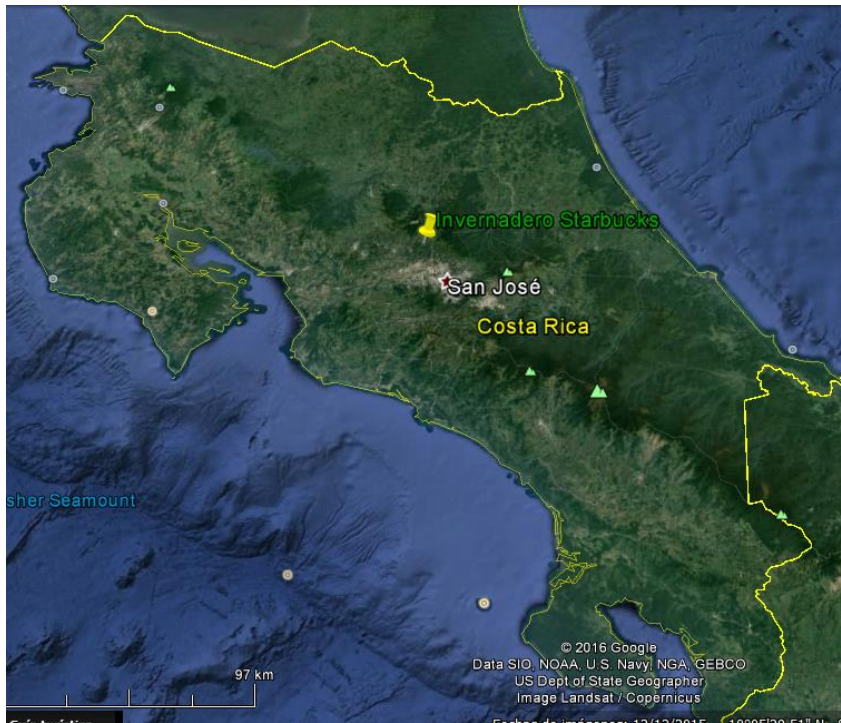 Invernadero Starbucks
San José
Costa Rica
sher Seamount
© 2016 Google
Data SIO, NOAA, U.S. Navy, NGA, GEBCO
US Dept of State Geographer
Image Landsat / Copernicus
97 km